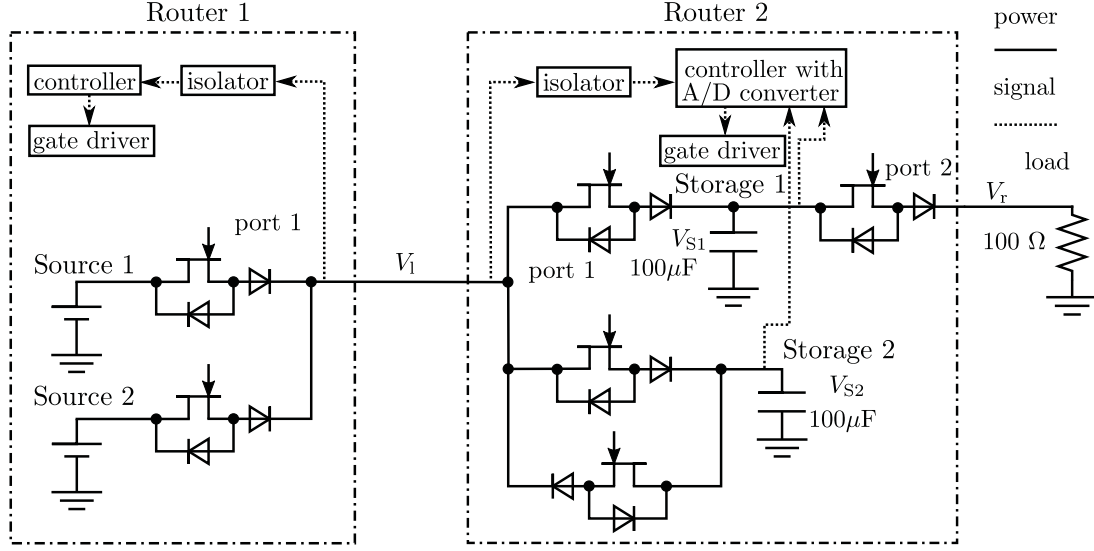 Router 1
controller
isolator
gate driver
port 1
Source 1
Source 2
V_l
Router 2
isolator
controller with
A/D converter
gate driver
Storage 1
port 2
port 1
V_S1
100μF
Storage 2
V_S2
100μF
power
signal
load
V_r
100 Ω